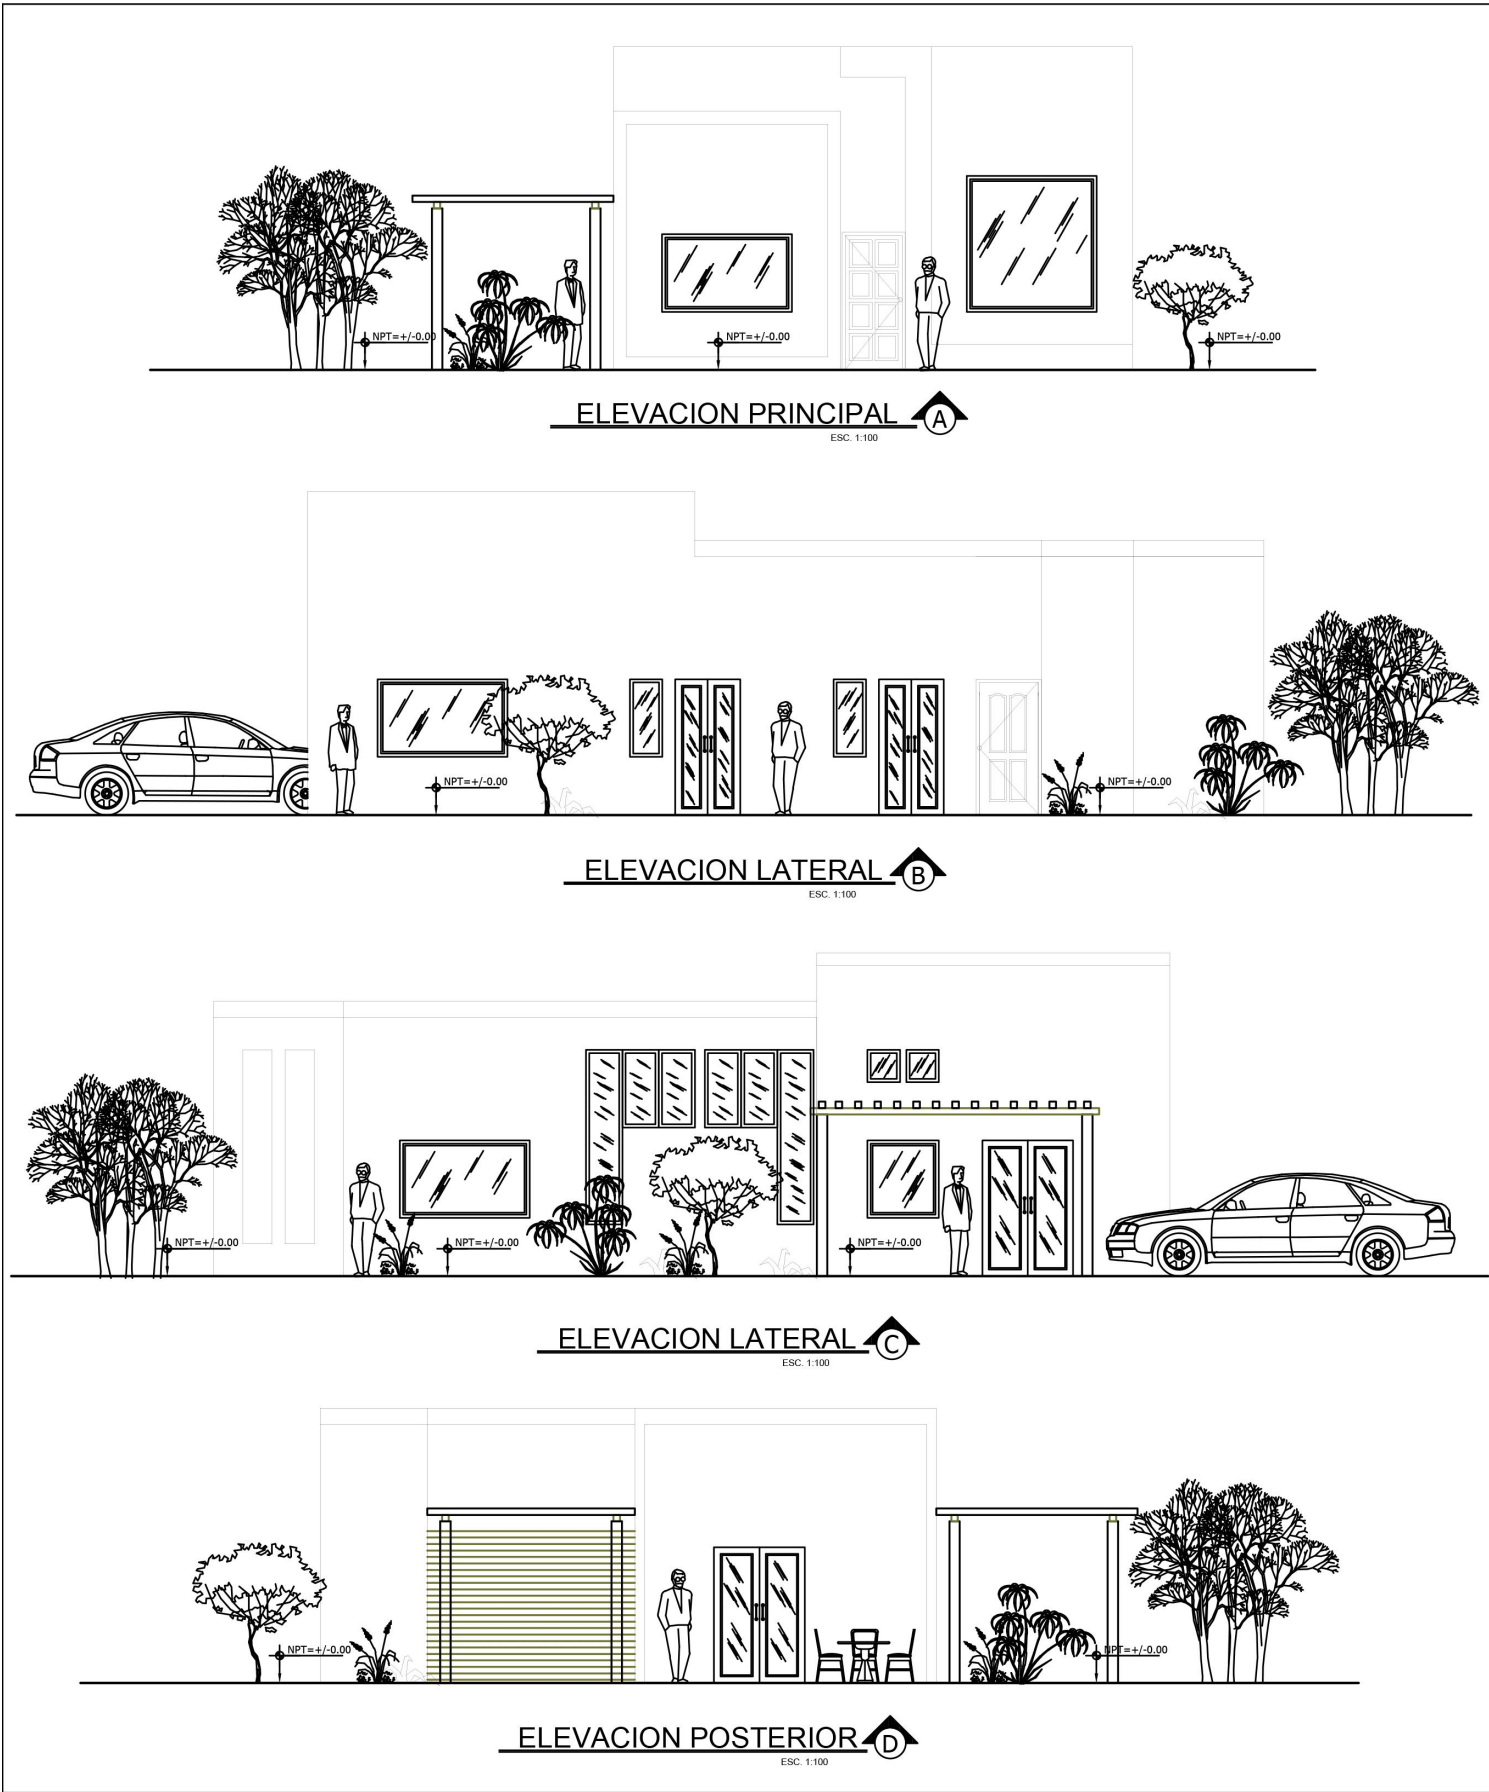 NPT=+/-0.00
NPT=+/-0.00
NPT=+/-0.00
ELEVACION PRINCIPAL A
ESC. 1:100
NPT=+/-0.00
NPT=+/-0.00
ELEVACION LATERAL B
ESC. 1:100
NPT=+/-0.00
NPT=+/-0.00
NPT=+/-0.00
ELEVACION LATERAL C
ESC. 1:100
NPT=+/-0.00
NPT=+/-0.00
ELEVACION POSTERIOR D
ESC. 1:100